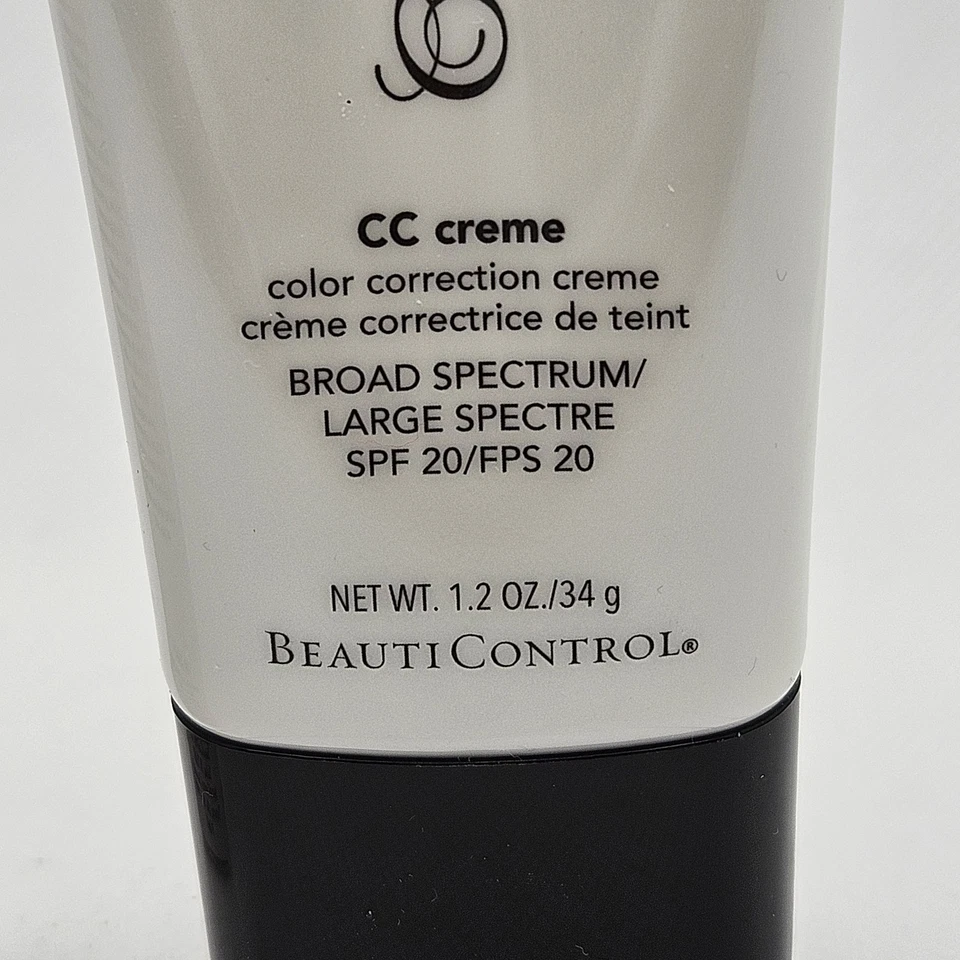 CC creme
color correction creme
crème correctrice de teint
BROAD SPECTRUM/
LARGE SPECTRE
SPF 20/FPS 20
NET WT. 1.2 OZ./34 g
BEAUTICONTROL®